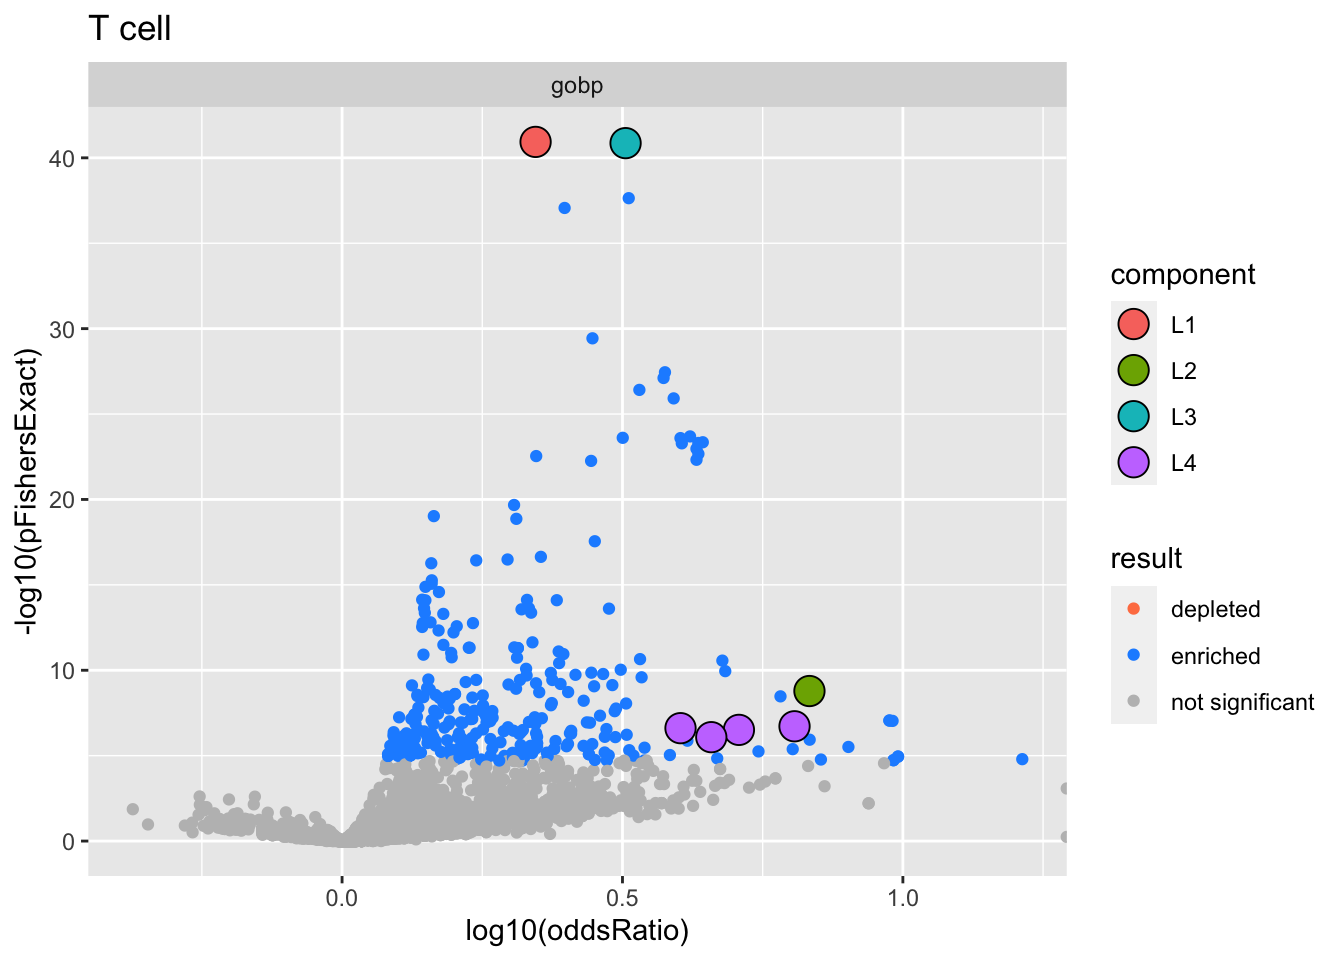 T cell
gobp
40
30
20
10
0
-log10(pFishersExact)
0.0
0.5
1.0
log10(oddsRatio)
component
L1
L2
L3
L4
result
depleted
enriched
not significant